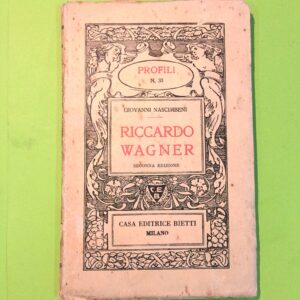 PROFILI
N. 31
GIOVANNI NASCIMBENI
RICCARDO
WAGNER
SECONDA EDIZIONE
CASA EDITRICE BIETTI
MILANO